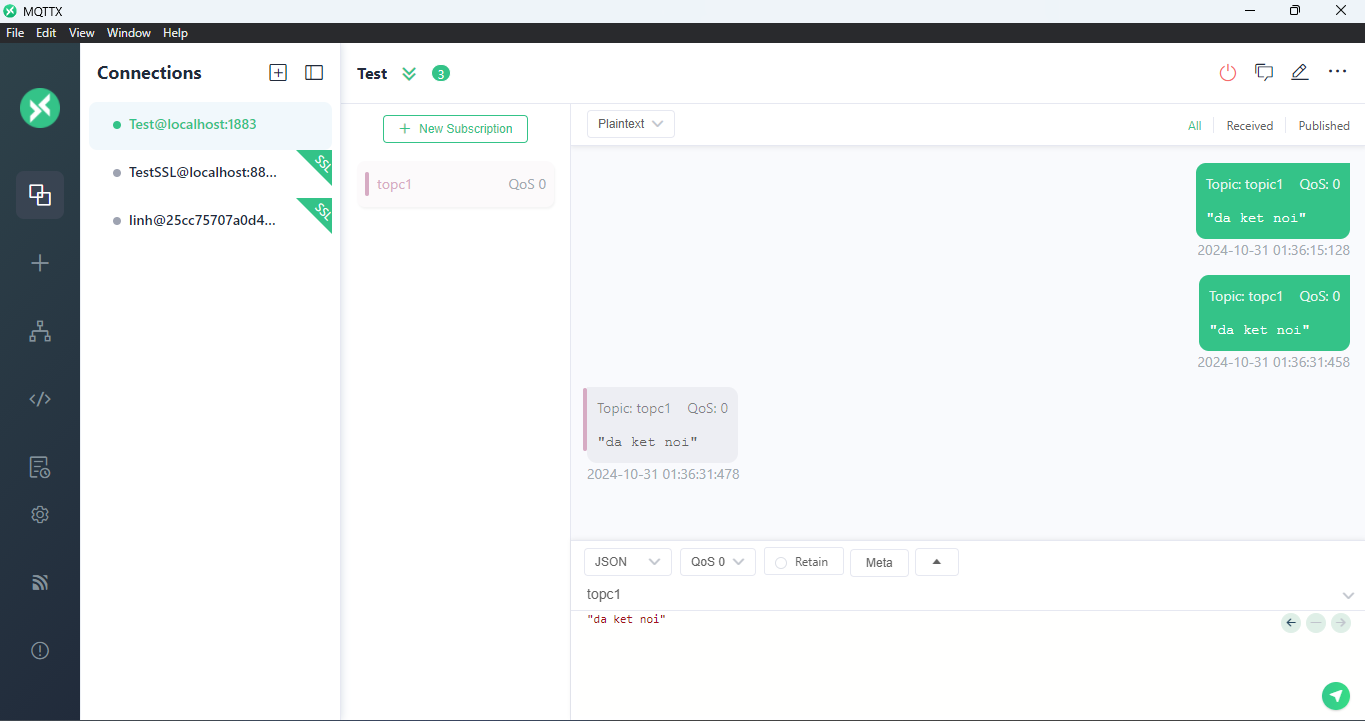 MQTTX
File Edit View Window Help
Connections
Test@localhost:1883
TestSSL@localhost:88...
SSL
linh@25cc75707a0d4...
SSL
Test 3
+ New Subscription
topc1 QoS 0
Plaintext
All Received Published
Topic: topic1 QoS: 0
"da ket noi"
2024-10-31 01:36:15:128
Topic: topc1 QoS: 0
"da ket noi"
2024-10-31 01:36:31:458
Topic: topc1 QoS: 0
"da ket noi"
2024-10-31 01:36:31:478
JSON QoS 0 Retain Meta
topc1
"da ket noi"